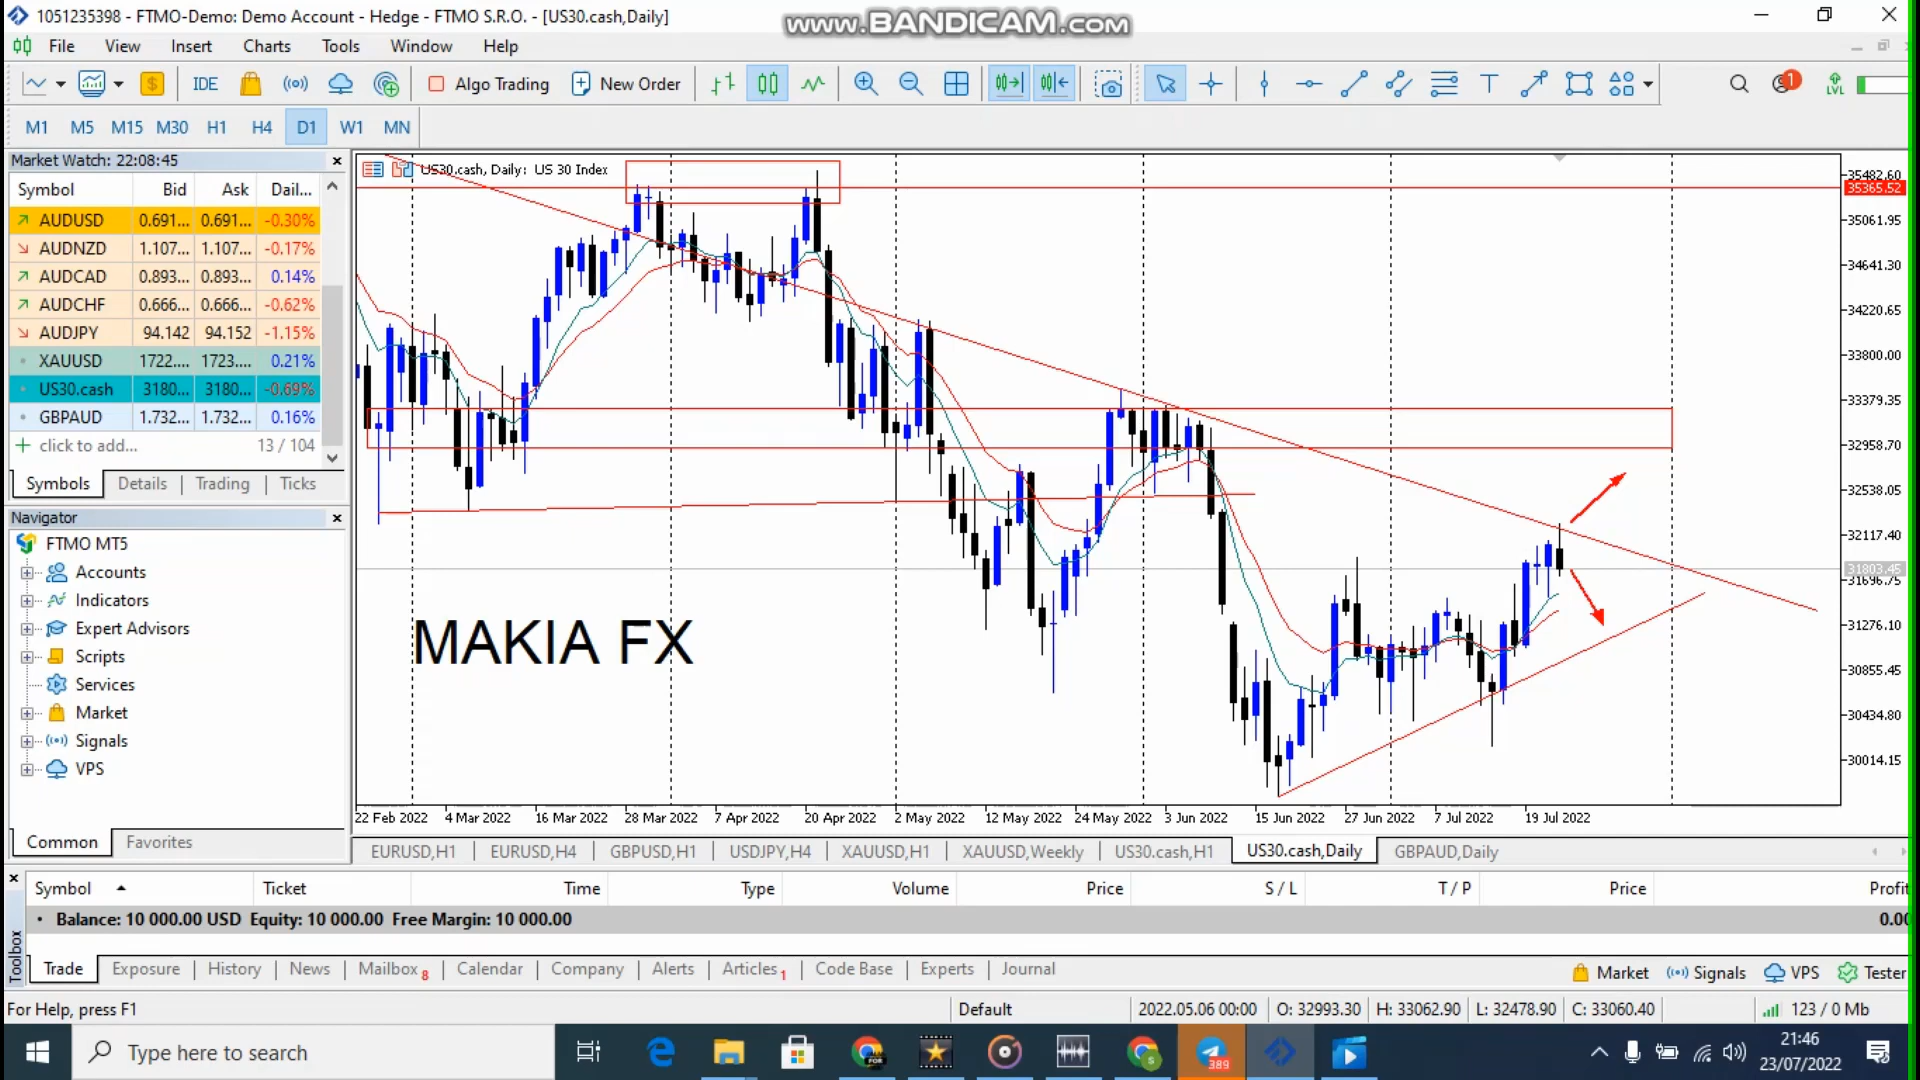 1051235398 - FTMO-Demo: Demo Account - Hedge - FTMO S.R.O. - [US30.cash,Daily]
www.BANDICAM.com
File View Insert Charts Tools Window Help
IDE Algo Trading New Order 1 LVL
M1 M5 M15 M30 H1 H4 D1 W1 MN
Market Watch: 22:08:45
Symbol Bid Ask Dail...
AUDUSD 0.691... 0.691... -0.30%
AUDNZD 1.107... 1.107... -0.17%
AUDCAD 0.893... 0.893... 0.14%
AUDCHF 0.666... 0.666... -0.62%
AUDJPY 94.142 94.152 -1.15%
XAUUSD 1722.... 1723.... 0.21%
US30.cash 3180... 3180... -0.69%
GBPAUD 1.732... 1.732... 0.16%
click to add... 13 / 104
Symbols Details Trading Ticks
Navigator
FTMO MT5
Accounts
Indicators
Expert Advisors
Scripts
Services
Market
Signals
VPS
Common Favorites
US30.cash, Daily: US 30 Index
MAKIA FX
35482.60
35365.52
35061.95
34641.30
34220.65
33800.00
33379.35
32958.70
32538.05
32117.40
31803.45
31696.75
31276.10
30855.45
30434.80
30014.15
22 Feb 2022 4 Mar 2022 16 Mar 2022 28 Mar 2022 7 Apr 2022 20 Apr 2022 2 May 2022 12 May 2022 24 May 2022 3 Jun 2022 15 Jun 2022 27 Jun 2022 7 Jul 2022 19 Jul 2022
EURUSD,H1 EURUSD,H4 GBPUSD,H1 USDJPY,H4 XAUUSD,H1 XAUUSD,Weekly US30.cash,H1 US30.cash,Daily GBPAUD,Daily
Symbol Ticket Time Type Volume Price S / L T / P Price Profit
Balance: 10 000.00 USD Equity: 10 000.00 Free Margin: 10 000.00 0.00
Toolbox
Trade Exposure History News Mailbox 8 Calendar Company Alerts Articles 1 Code Base Experts Journal Market Signals VPS Tester
For Help, press F1 Default 2022.05.06 00:00 O: 32993.30 H: 33062.90 L: 32478.90 C: 33060.40 123 / 0 Mb
Type here to search 389 21:46
23/07/2022